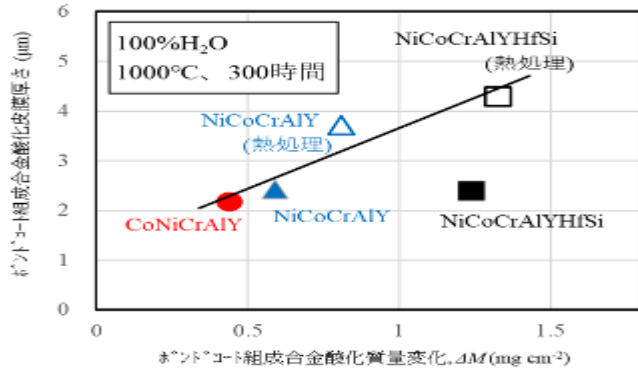 ボンドコート組成合金酸化皮膜厚さ (μm)
6
5
4
3
2
1
0
100%H₂O
1000°C、300時間
NiCoCrAlYHfSi
(熱処理)
NiCoCrAlY
(熱処理)
CoNiCrAlY
NiCoCrAlY
NiCoCrAlYHfSi
0
0.5
1
1.5
ボンドコート組成合金酸化質量変化, ΔM (mg cm⁻²)